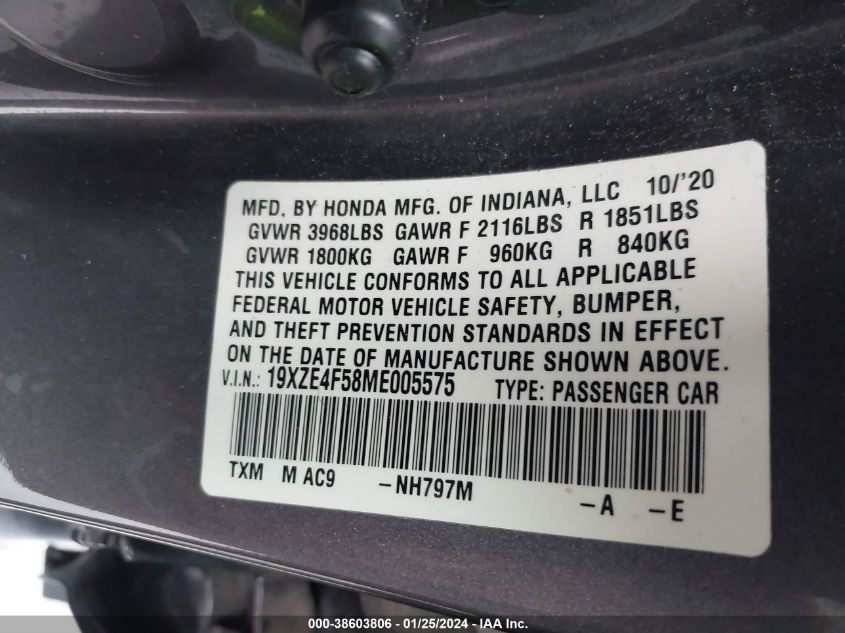 MFD. BY HONDA MFG. OF INDIANA, LLC 10/'20
GVWR 3968LBS GAWR F 2116LBS R 1851LBS
GVWR 1800KG GAWR F 960KG R 840KG
THIS VEHICLE CONFORMS TO ALL APPLICABLE
FEDERAL MOTOR VEHICLE SAFETY, BUMPER,
AND THEFT PREVENTION STANDARDS IN EFFECT
ON THE DATE OF MANUFACTURE SHOWN ABOVE.
V.I.N.: 19XZE4F58ME005575 TYPE: PASSENGER CAR
TXM M AC9 -NH797M -A -E
000-38603806 - 01/25/2024 - IAA Inc.